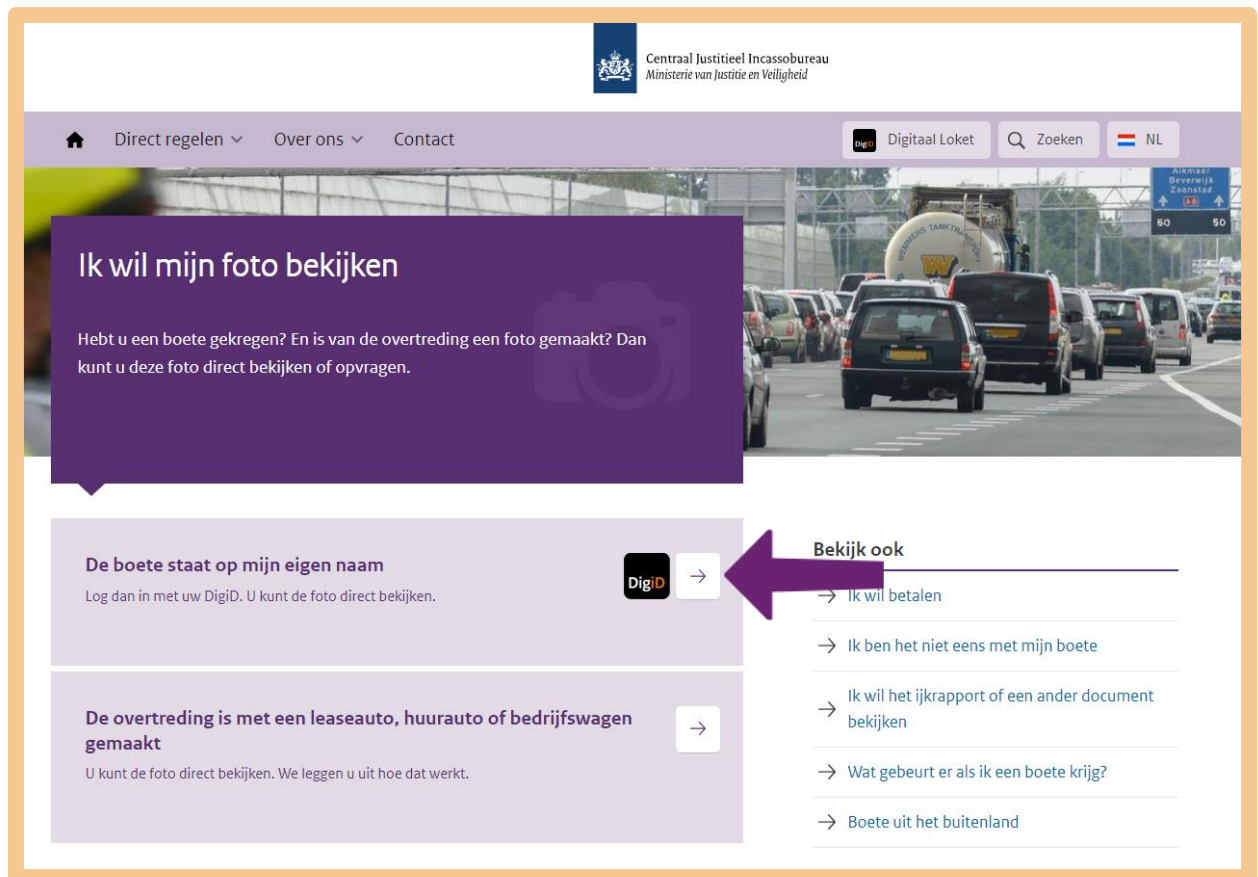 Centraal Justitieel Incassobureau
Ministerie van Justitie en Veiligheid
Direct regelen
Over ons
Contact
DigiD
Digitaal Loket
Zoeken
NL
Alkmaar
Beverwijk
Zaanstad
A8
50 50
WEMMERS TANKTRANSPORT
W
Ik wil mijn foto bekijken
Hebt u een boete gekregen? En is van de overtreding een foto gemaakt? Dan
kunt u deze foto direct bekijken of opvragen.
De boete staat op mijn eigen naam
Log dan in met uw DigiD. U kunt de foto direct bekijken.
DigiD
De overtreding is met een leaseauto, huurauto of bedrijfswagen
gemaakt
U kunt de foto direct bekijken. We leggen u uit hoe dat werkt.
Bekijk ook
Ik wil betalen
Ik ben het niet eens met mijn boete
Ik wil het ijkrapport of een ander document
bekijken
Wat gebeurt er als ik een boete krijg?
Boete uit het buitenland